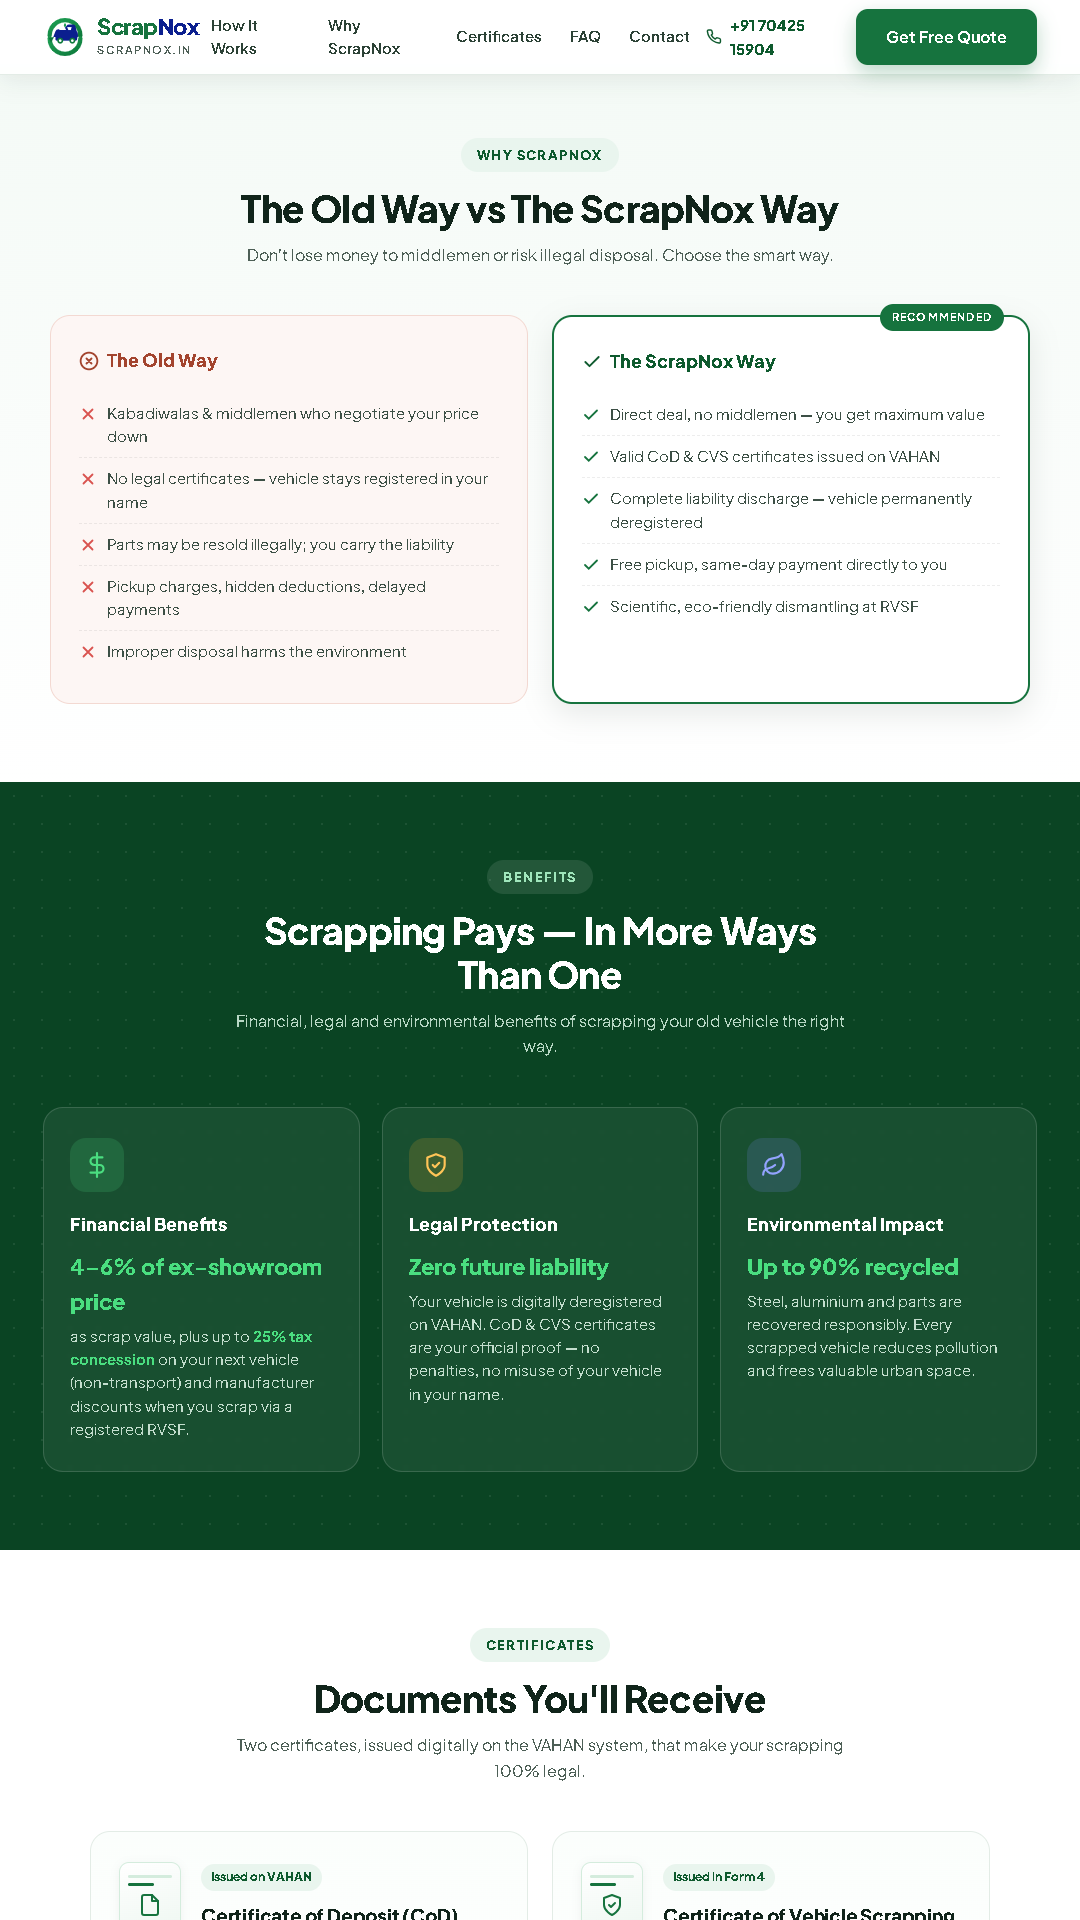 ScrapNox
SCRAPNOX.IN
How It Works
Why ScrapNox
Certificates
FAQ
Contact
+91 70425 15904
Get Free Quote
WHY SCRAPNOX
The Old Way vs The ScrapNox Way
Don't lose money to middlemen or risk illegal disposal. Choose the smart way.
The Old Way
Kabadiwalas & middlemen who negotiate your price
down
No legal certificates — vehicle stays registered in your
name
Parts may be resold illegally; you carry the liability
Pickup charges, hidden deductions, delayed
payments
Improper disposal harms the environment
RECOMMENDED
The ScrapNox Way
Direct deal, no middlemen — you get maximum value
Valid CoD & CVS certificates issued on VAHAN
Complete liability discharge — vehicle permanently
deregistered
Free pickup, same-day payment directly to you
Scientific, eco-friendly dismantling at RVSF
BENEFITS
Scrapping Pays — In More Ways
Than One
Financial, legal and environmental benefits of scrapping your old vehicle the right
way.
Financial Benefits
4–6% of ex-showroom
price
as scrap value, plus up to 25% tax
concession on your next vehicle
(non-transport) and manufacturer
discounts when you scrap via a
registered RVSF.
Legal Protection
Zero future liability
Your vehicle is digitally deregistered
on VAHAN. CoD & CVS certificates
are your official proof — no
penalties, no misuse of your vehicle
in your name.
Environmental Impact
Up to 90% recycled
Steel, aluminium and parts are
recovered responsibly. Every
scrapped vehicle reduces pollution
and frees valuable urban space.
CERTIFICATES
Documents You'll Receive
Two certificates, issued digitally on the VAHAN system, that make your scrapping
100% legal.
Issued on VAHAN
Certificate of Deposit (CoD)
Issued in Form 4
Certificate of Vehicle Scrapping